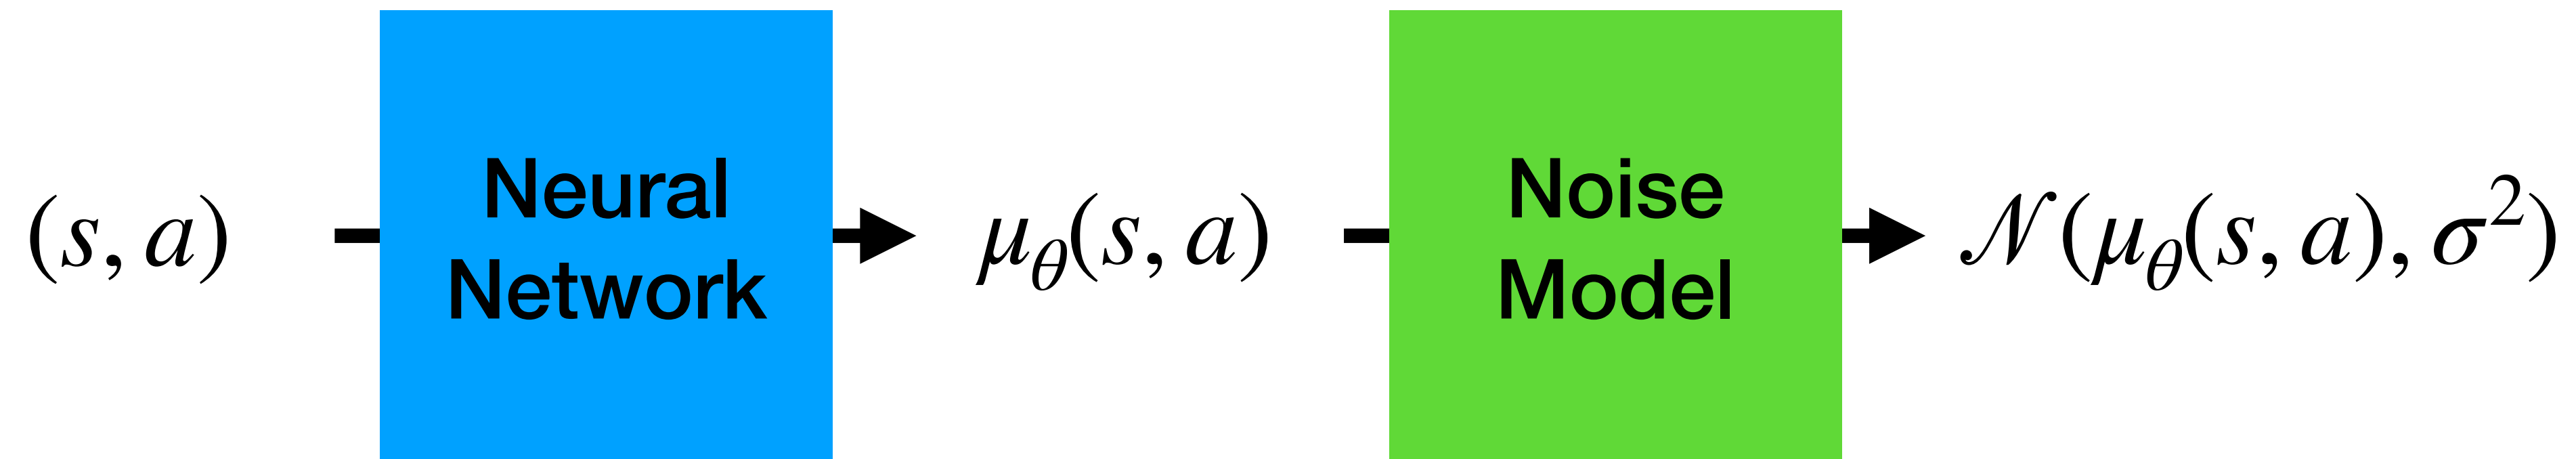 (s, a)
Neural
Network
μ_θ(s, a)
Noise
Model
𝒩(μ_θ(s, a), σ²)